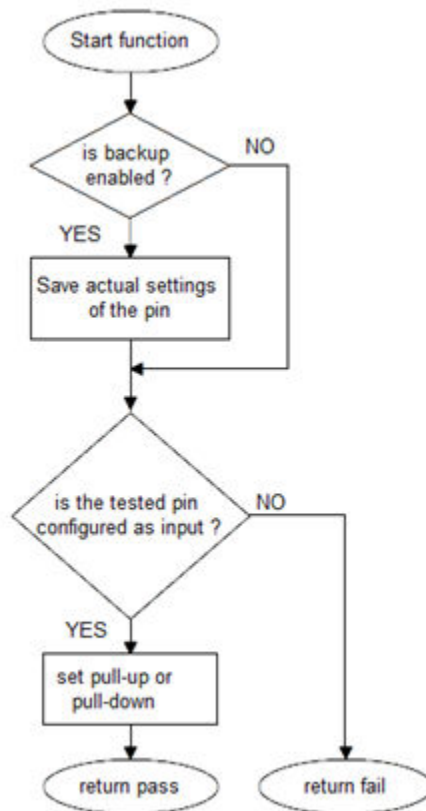 Start function
is backup
enabled ?
NO
YES
Save actual settings
of the pin
is the tested pin
configured as input ?
NO
YES
set pull-up or
pull-down
return pass
return fail